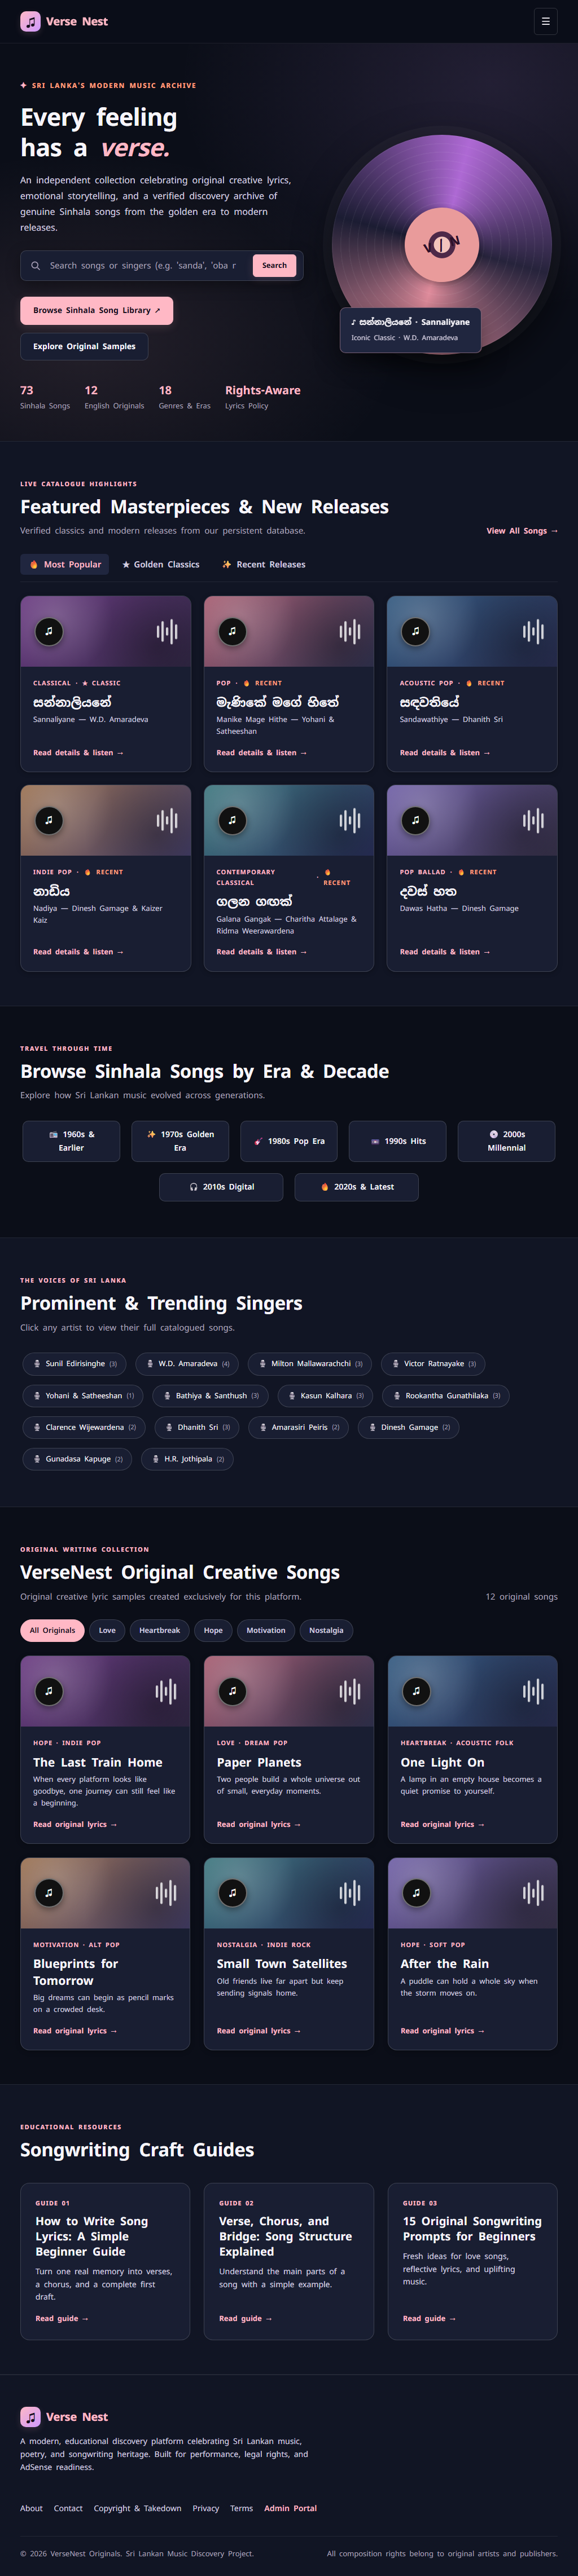 Verse Nest
☰
✦ SRI LANKA'S MODERN MUSIC ARCHIVE
Every feeling
has a verse.
An independent collection celebrating original creative lyrics,
emotional storytelling, and a verified discovery archive of
genuine Sinhala songs from the golden era to modern
releases.
Search songs or singers (e.g. 'sanda', 'oba r
Search
Browse Sinhala Song Library ↗
Explore Original Samples
♪ සන්නාලියනේ · Sannaliyane
Iconic Classic · W.D. Amaradeva
73
Sinhala Songs
12
English Originals
18
Genres & Eras
Rights-Aware
Lyrics Policy
LIVE CATALOGUE HIGHLIGHTS
Featured Masterpieces & New Releases
Verified classics and modern releases from our persistent database.
View All Songs →
🔥 Most Popular
★ Golden Classics
✨ Recent Releases
CLASSICAL · ★ CLASSIC
සන්නාලියනේ
Sannaliyane — W.D. Amaradeva
Read details & listen →
POP · 🔥 RECENT
මැණිකේ මගේ හිතේ
Manike Mage Hithe — Yohani &
Satheeshan
Read details & listen →
ACOUSTIC POP · 🔥 RECENT
සඳවතියේ
Sandawathiye — Dhanith Sri
Read details & listen →
INDIE POP · 🔥 RECENT
නාඩිය
Nadiya — Dinesh Gamage & Kaizer
Kaiz
Read details & listen →
CONTEMPORARY
CLASSICAL
· 🔥
RECENT
ගලන ගඟක්
Galana Gangak — Charitha Attalage &
Ridma Weerawardena
Read details & listen →
POP BALLAD · 🔥 RECENT
දවස් හත
Dawas Hatha — Dinesh Gamage
Read details & listen →
TRAVEL THROUGH TIME
Browse Sinhala Songs by Era & Decade
Explore how Sri Lankan music evolved across generations.
📻 1960s &
Earlier
✨ 1970s Golden
Era
🎸 1980s Pop Era
📼 1990s Hits
💿 2000s
Millennial
🎧 2010s Digital
🔥 2020s & Latest
THE VOICES OF SRI LANKA
Prominent & Trending Singers
Click any artist to view their full catalogued songs.
Sunil Edirisinghe (3)
W.D. Amaradeva (4)
Milton Mallawarachchi (3)
Victor Ratnayake (3)
Yohani & Satheeshan (1)
Bathiya & Santhush (3)
Kasun Kalhara (3)
Rookantha Gunathilaka (3)
Clarence Wijewardena (2)
Dhanith Sri (3)
Amarasiri Peiris (2)
Dinesh Gamage (2)
Gunadasa Kapuge (2)
H.R. Jothipala (2)
ORIGINAL WRITING COLLECTION
VerseNest Original Creative Songs
Original creative lyric samples created exclusively for this platform.
12 original songs
All Originals
Love
Heartbreak
Hope
Motivation
Nostalgia
HOPE · INDIE POP
The Last Train Home
When every platform looks like
goodbye, one journey can still feel like
a beginning.
Read original lyrics →
LOVE · DREAM POP
Paper Planets
Two people build a whole universe out
of small, everyday moments.
Read original lyrics →
HEARTBREAK · ACOUSTIC FOLK
One Light On
A lamp in an empty house becomes a
quiet promise to yourself.
Read original lyrics →
MOTIVATION · ALT POP
Blueprints for
Tomorrow
Big dreams can begin as pencil marks
on a crowded desk.
Read original lyrics →
NOSTALGIA · INDIE ROCK
Small Town Satellites
Old friends live far apart but keep
sending signals home.
Read original lyrics →
HOPE · SOFT POP
After the Rain
A puddle can hold a whole sky when
the storm moves on.
Read original lyrics →
EDUCATIONAL RESOURCES
Songwriting Craft Guides
GUIDE 01
How to Write Song
Lyrics: A Simple
Beginner Guide
Turn one real memory into verses,
a chorus, and a complete first
draft.
Read guide →
GUIDE 02
Verse, Chorus, and
Bridge: Song Structure
Explained
Understand the main parts of a
song with a simple example.
Read guide →
GUIDE 03
15 Original Songwriting
Prompts for Beginners
Fresh ideas for love songs,
reflective lyrics, and uplifting
music.
Read guide →
Verse Nest
A modern, educational discovery platform celebrating Sri Lankan music,
poetry, and songwriting heritage. Built for performance, legal rights, and
AdSense readiness.
About
Contact
Copyright & Takedown
Privacy
Terms
Admin Portal
© 2026 VerseNest Originals. Sri Lankan Music Discovery Project.
All composition rights belong to original artists and publishers.